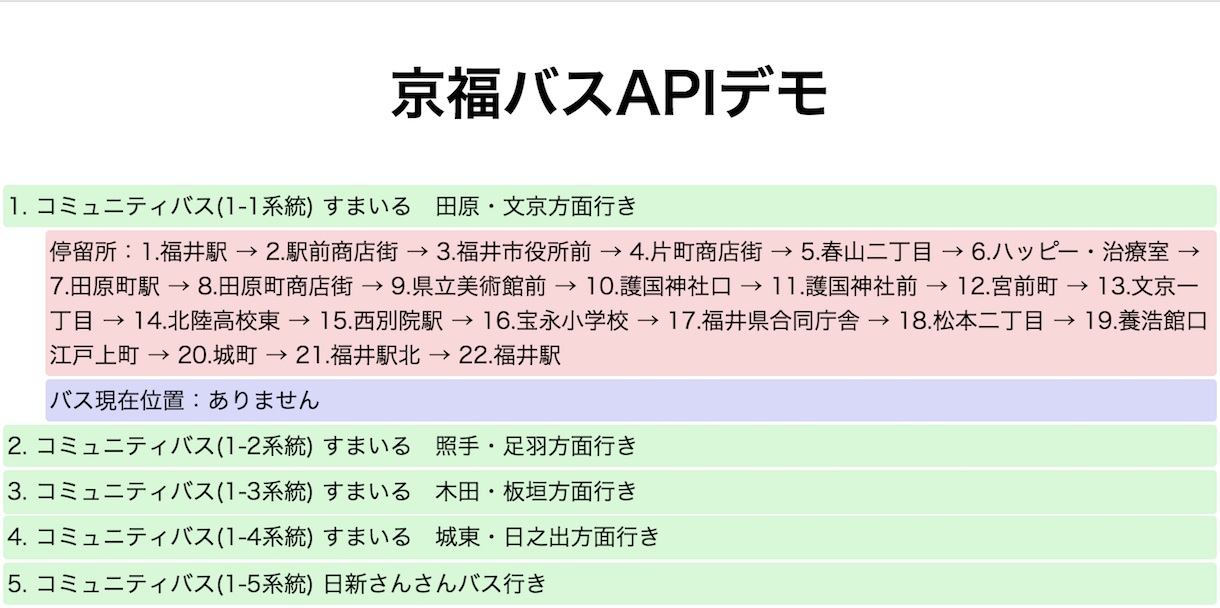 京福バスAPIデモ
1. コミュニティバス(1-1系統) すまいる　田原・文京方面行き
停留所：1.福井駅 → 2.駅前商店街 → 3.福井市役所前 → 4.片町商店街 → 5.春山二丁目 → 6.ハッピー・治療室 →
7.田原町駅 → 8.田原町商店街 → 9.県立美術館前 → 10.護国神社口 → 11.護国神社前 → 12.宮前町 → 13.文京一
丁目 → 14.北陸高校東 → 15.西別院駅 → 16.宝永小学校 → 17.福井県合同庁舎 → 18.松本二丁目 → 19.養浩館口
江戸上町 → 20.城町 → 21.福井駅北 → 22.福井駅
バス現在位置：ありません
2. コミュニティバス(1-2系統) すまいる　照手・足羽方面行き
3. コミュニティバス(1-3系統) すまいる　木田・板垣方面行き
4. コミュニティバス(1-4系統) すまいる　城東・日之出方面行き
5. コミュニティバス(1-5系統) 日新さんさんバス行き